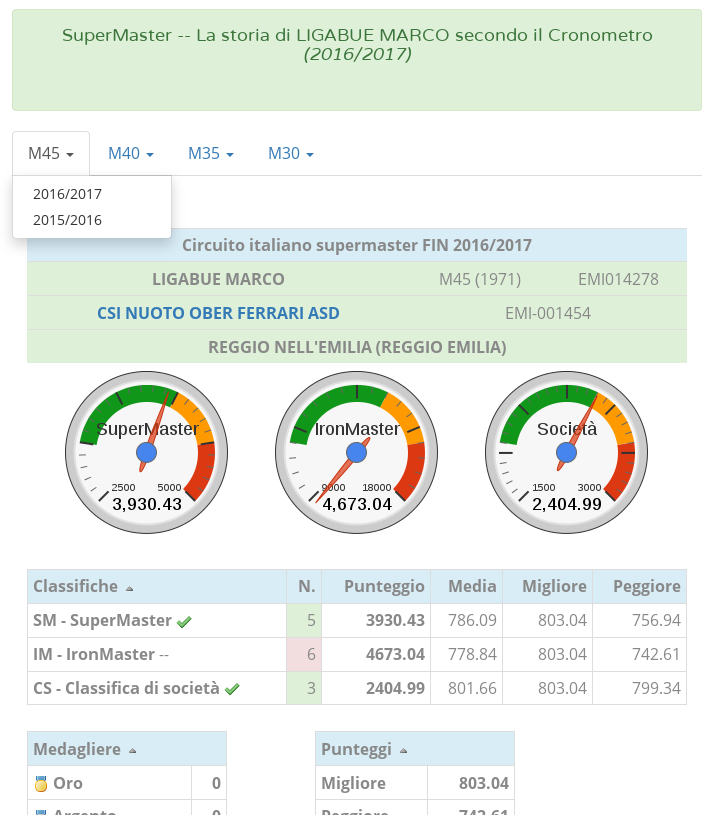 SuperMaster -- La storia di LIGABUE MARCO secondo il Cronometro
(2016/2017)
M45 M40 M35 M30
2016/2017
2015/2016
Circuito italiano supermaster FIN 2016/2017
LIGABUE MARCO M45 (1971) EMI014278
CSI NUOTO OBER FERRARI ASD EMI-001454
REGGIO NELL'EMILIA (REGGIO EMILIA)
SuperMaster IronMaster Società
2500 5000 9000 18000 1500 3000
3,930.43 4,673.04 2,404.99
Classifiche N. Punteggio Media Migliore Peggiore
SM - SuperMaster 5 3930.43 786.09 803.04 756.94
IM - IronMaster -- 6 4673.04 778.84 803.04 742.61
CS - Classifica di società 3 2404.99 801.66 803.04 799.34
Medagliere Punteggi
Oro 0 Migliore 803.04
Argento 0 Peggiore 742.61